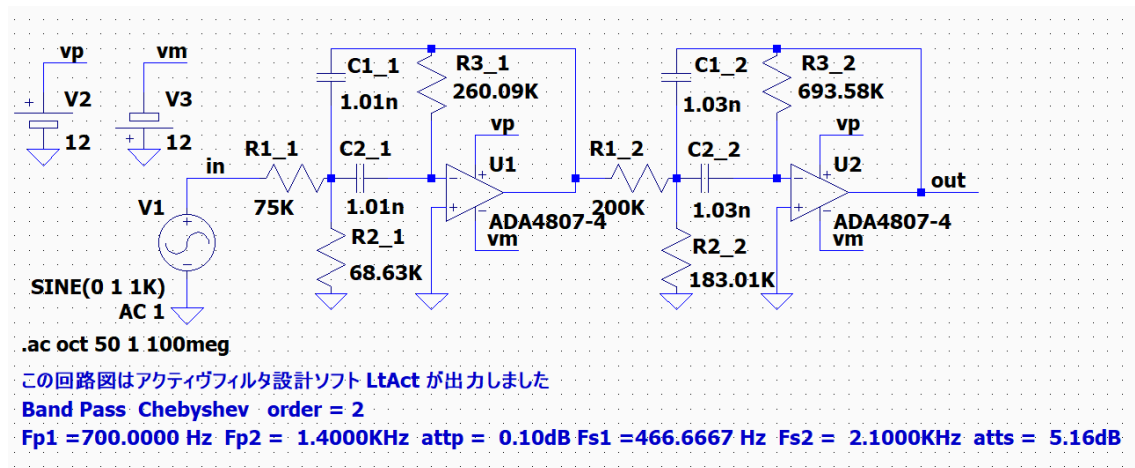 vp
vm
+
V2
12
V3
+
12
in
V1
+
SINE(0 1 1K)
AC 1
R1_1
75K
C1_1
1.01n
C2_1
1.01n
R2_1
68.63K
R3_1
260.09K
vp
U1
ADA4807-4
vm
R1_2
200K
C1_2
1.03n
C2_2
1.03n
R2_2
183.01K
R3_2
693.58K
vp
U2
ADA4807-4
vm
out
.ac oct 50 1 100meg
この回路図はアクティヴフィルタ設計ソフト LtAct が出力しました
Band Pass Chebyshev order = 2
Fp1 =700.0000 Hz Fp2 = 1.4000KHz attp = 0.10dB Fs1 =466.6667 Hz Fs2 = 2.1000KHz atts = 5.16dB